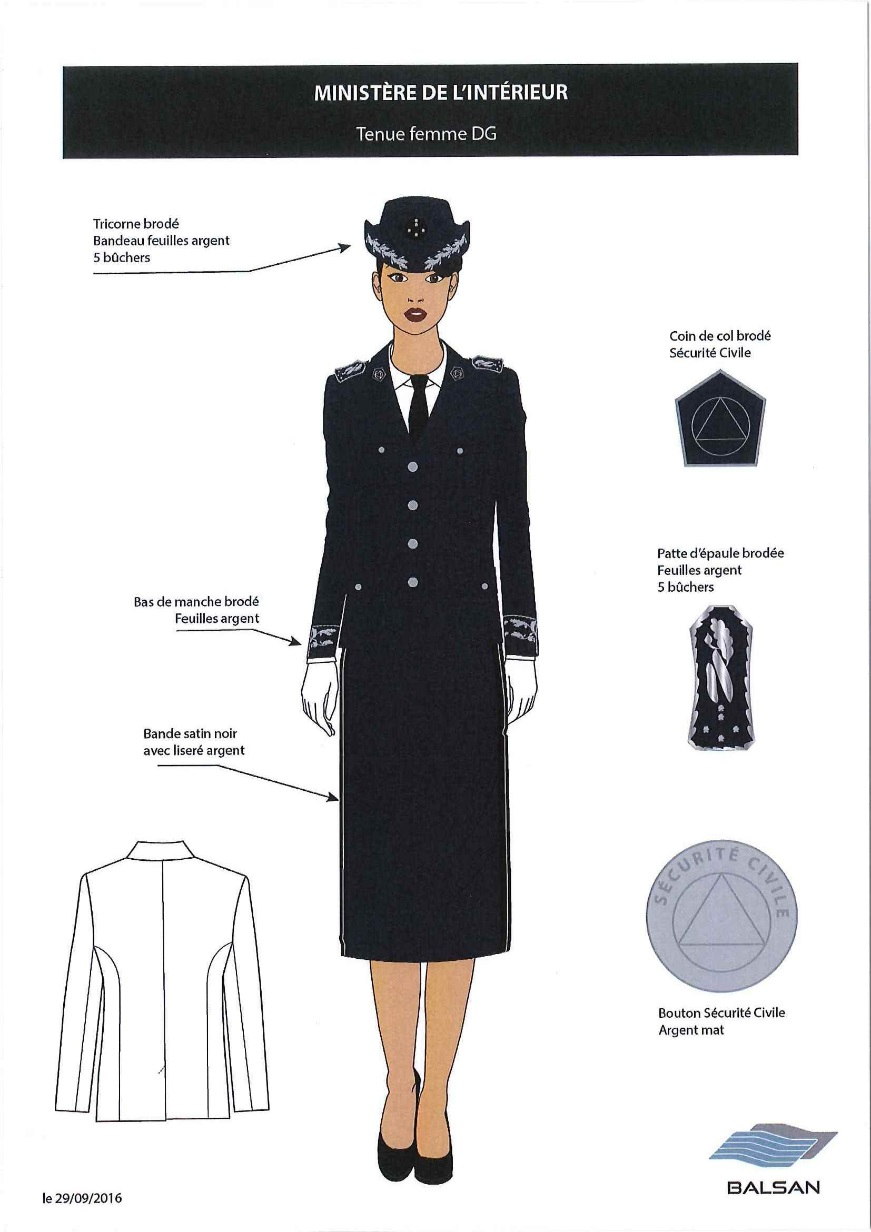 MINISTÈRE DE L'INTÉRIEUR
Tenue femme DG
Tricorne brodé
Bandeau feuilles argent
5 bûchers
Coin de col brodé
Sécurité Civile
Patte d'épaule brodée
Feuilles argent
5 bûchers
Bas de manche brodé
Feuilles argent
Bande satin noir
avec liseré argent
SÉCURITÉ CIVILE
Bouton Sécurité Civile
Argent mat
BALSAN
le 29/09/2016